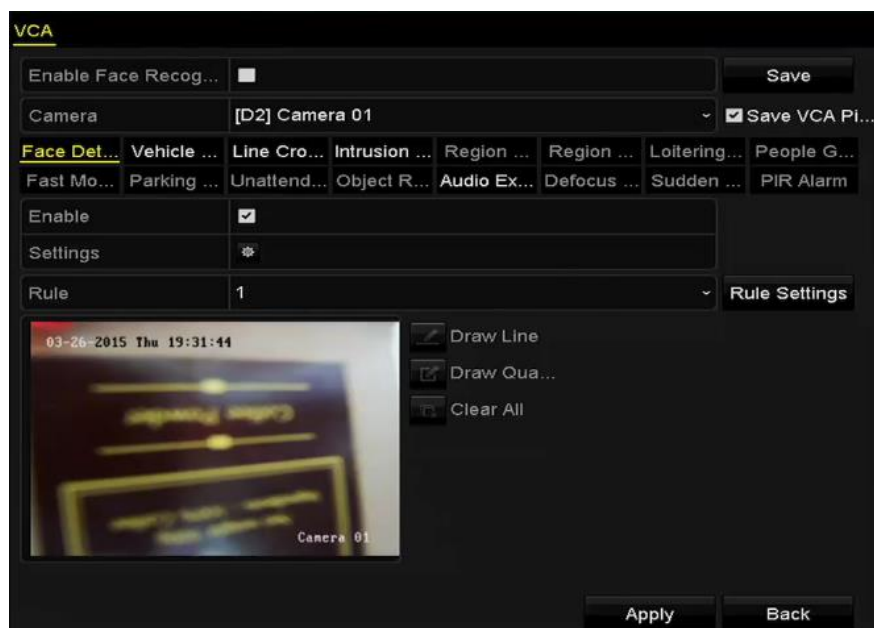 VCA
Enable Face Recog...
Save
Camera
[D2] Camera 01
Save VCA Pi...
Face Det... Vehicle ... Line Cro... Intrusion ... Region ... Region ... Loitering... People G...
Fast Mo... Parking ... Unattend... Object R... Audio Ex... Defocus ... Sudden ... PIR Alarm
Enable
Settings
Rule
1
Rule Settings
03-26-2015 Thu 19:31:44
Draw Line
Draw Qua...
Clear All
Coffee Powder
Camera 01
Apply
Back